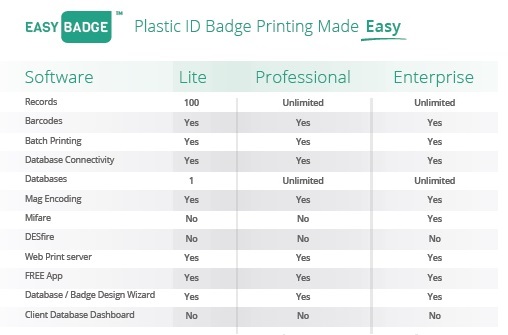 EASY BADGE ™ Plastic ID Badge Printing Made Easy
Software Lite Professional Enterprise
Records 100 Unlimited Unlimited
Barcodes Yes Yes Yes
Batch Printing Yes Yes Yes
Database Connectivity Yes Yes Yes
Databases 1 Unlimited Unlimited
Mag Encoding Yes Yes Yes
Mifare No No Yes
DESfire No No No
Web Print server Yes Yes Yes
FREE App Yes Yes Yes
Database / Badge Design Wizard Yes Yes Yes
Client Database Dashboard No No No